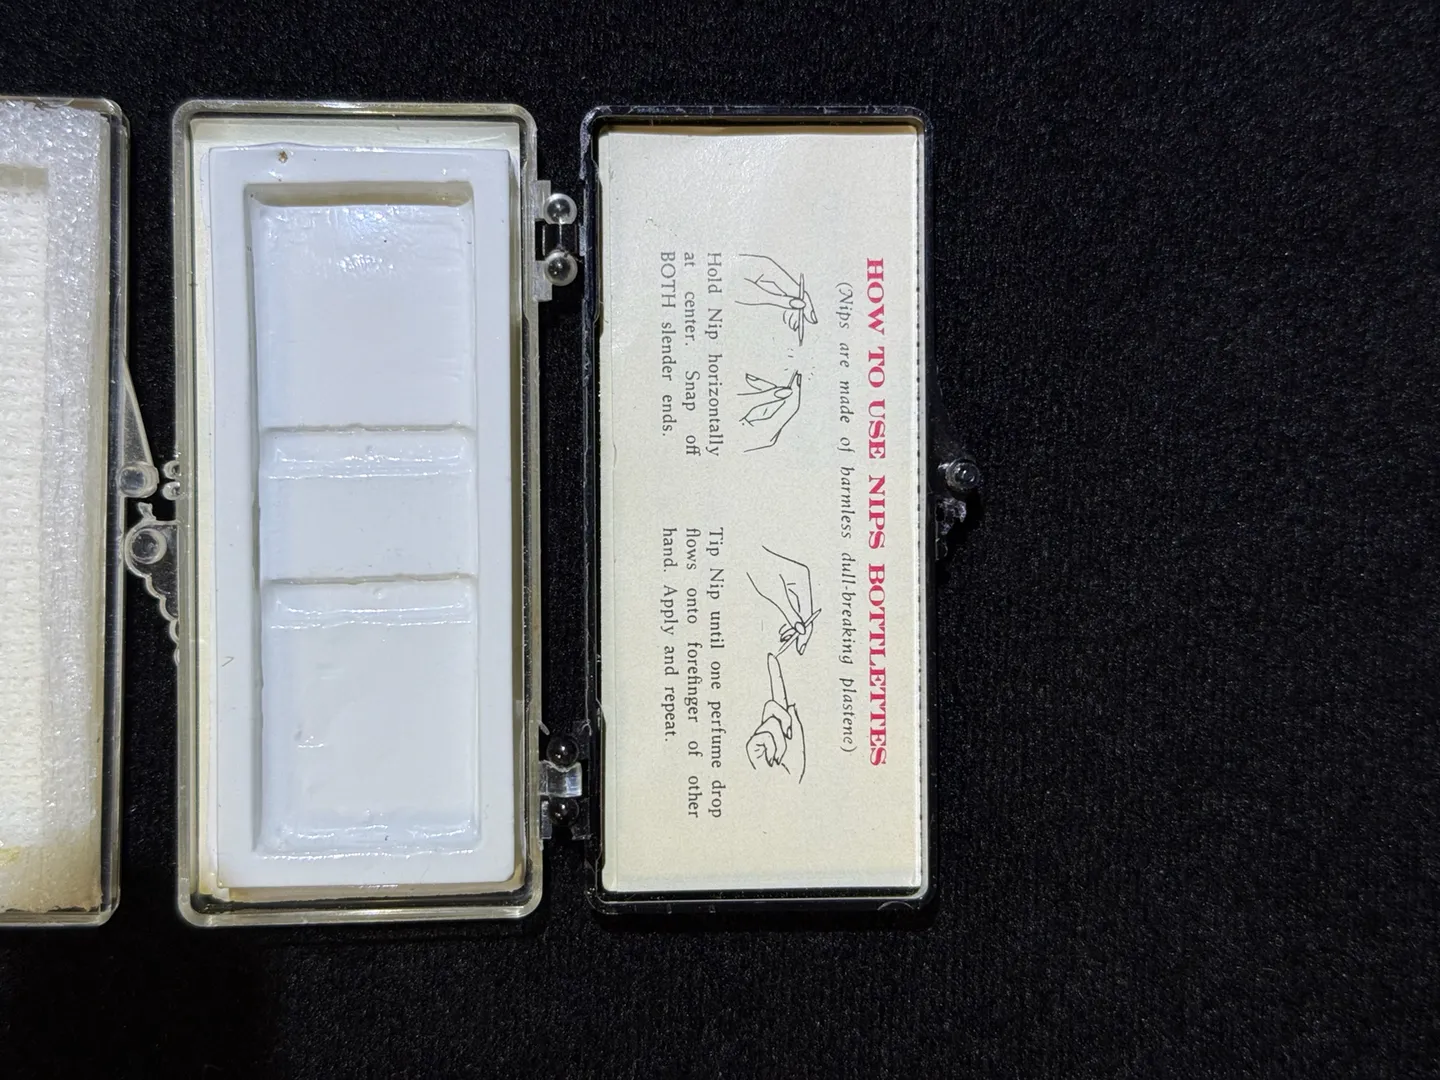 HOW TO USE NIPS BOTTLETTES
(Nips are made of harmless dull-breaking plastene)
Hold Nip horizontally
at center. Snap off
BOTH slender ends.
Tip Nip until one perfume drop
flows onto forefinger of other
hand. Apply and repeat.